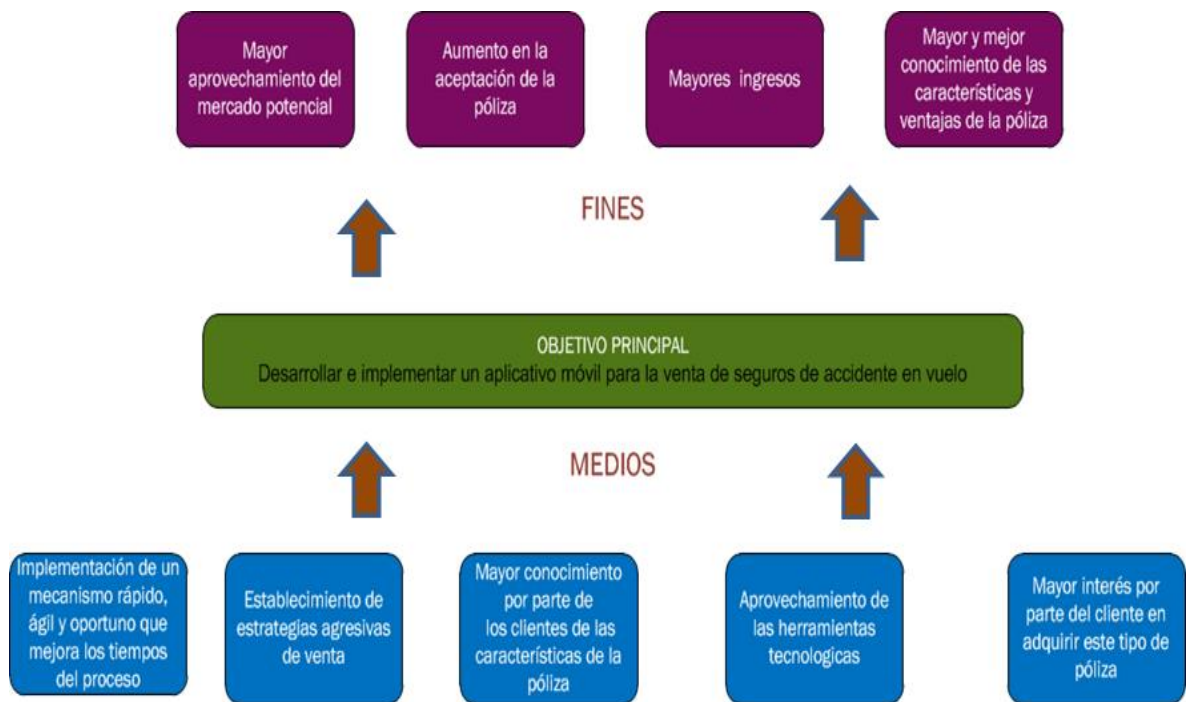 Mayor
aprovechamiento del
mercado potencial
Aumento en la
aceptación de la
póliza
Mayores ingresos
Mayor y mejor
conocimiento de las
características y
ventajas de la póliza
FINES
OBJETIVO PRINCIPAL
Desarrollar e implementar un aplicativo móvil para la venta de seguros de accidente en vuelo
MEDIOS
Implementación de un
mecanismo rápido,
ágil y oportuno que
mejora los tiempos
del proceso
Establecimiento de
estrategias agresivas
de venta
Mayor conocimiento
por parte de
los clientes de las
características de la
póliza
Aprovechamiento de
las herramientas
tecnologicas
Mayor interés por
parte del cliente en
adquirir este tipo de
póliza